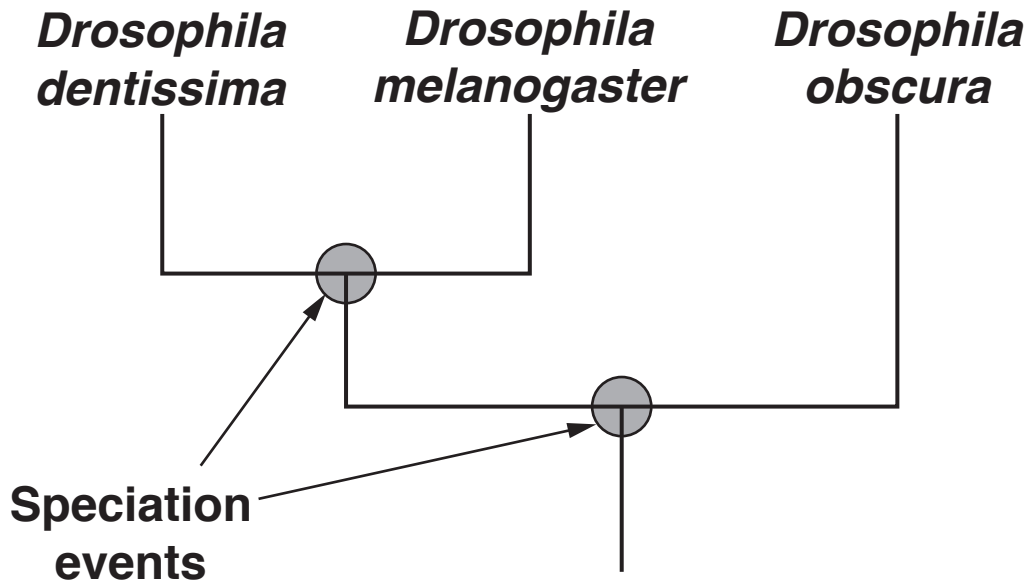 Drosophila
dentissima
Drosophila
melanogaster
Drosophila
obscura
Speciation
events